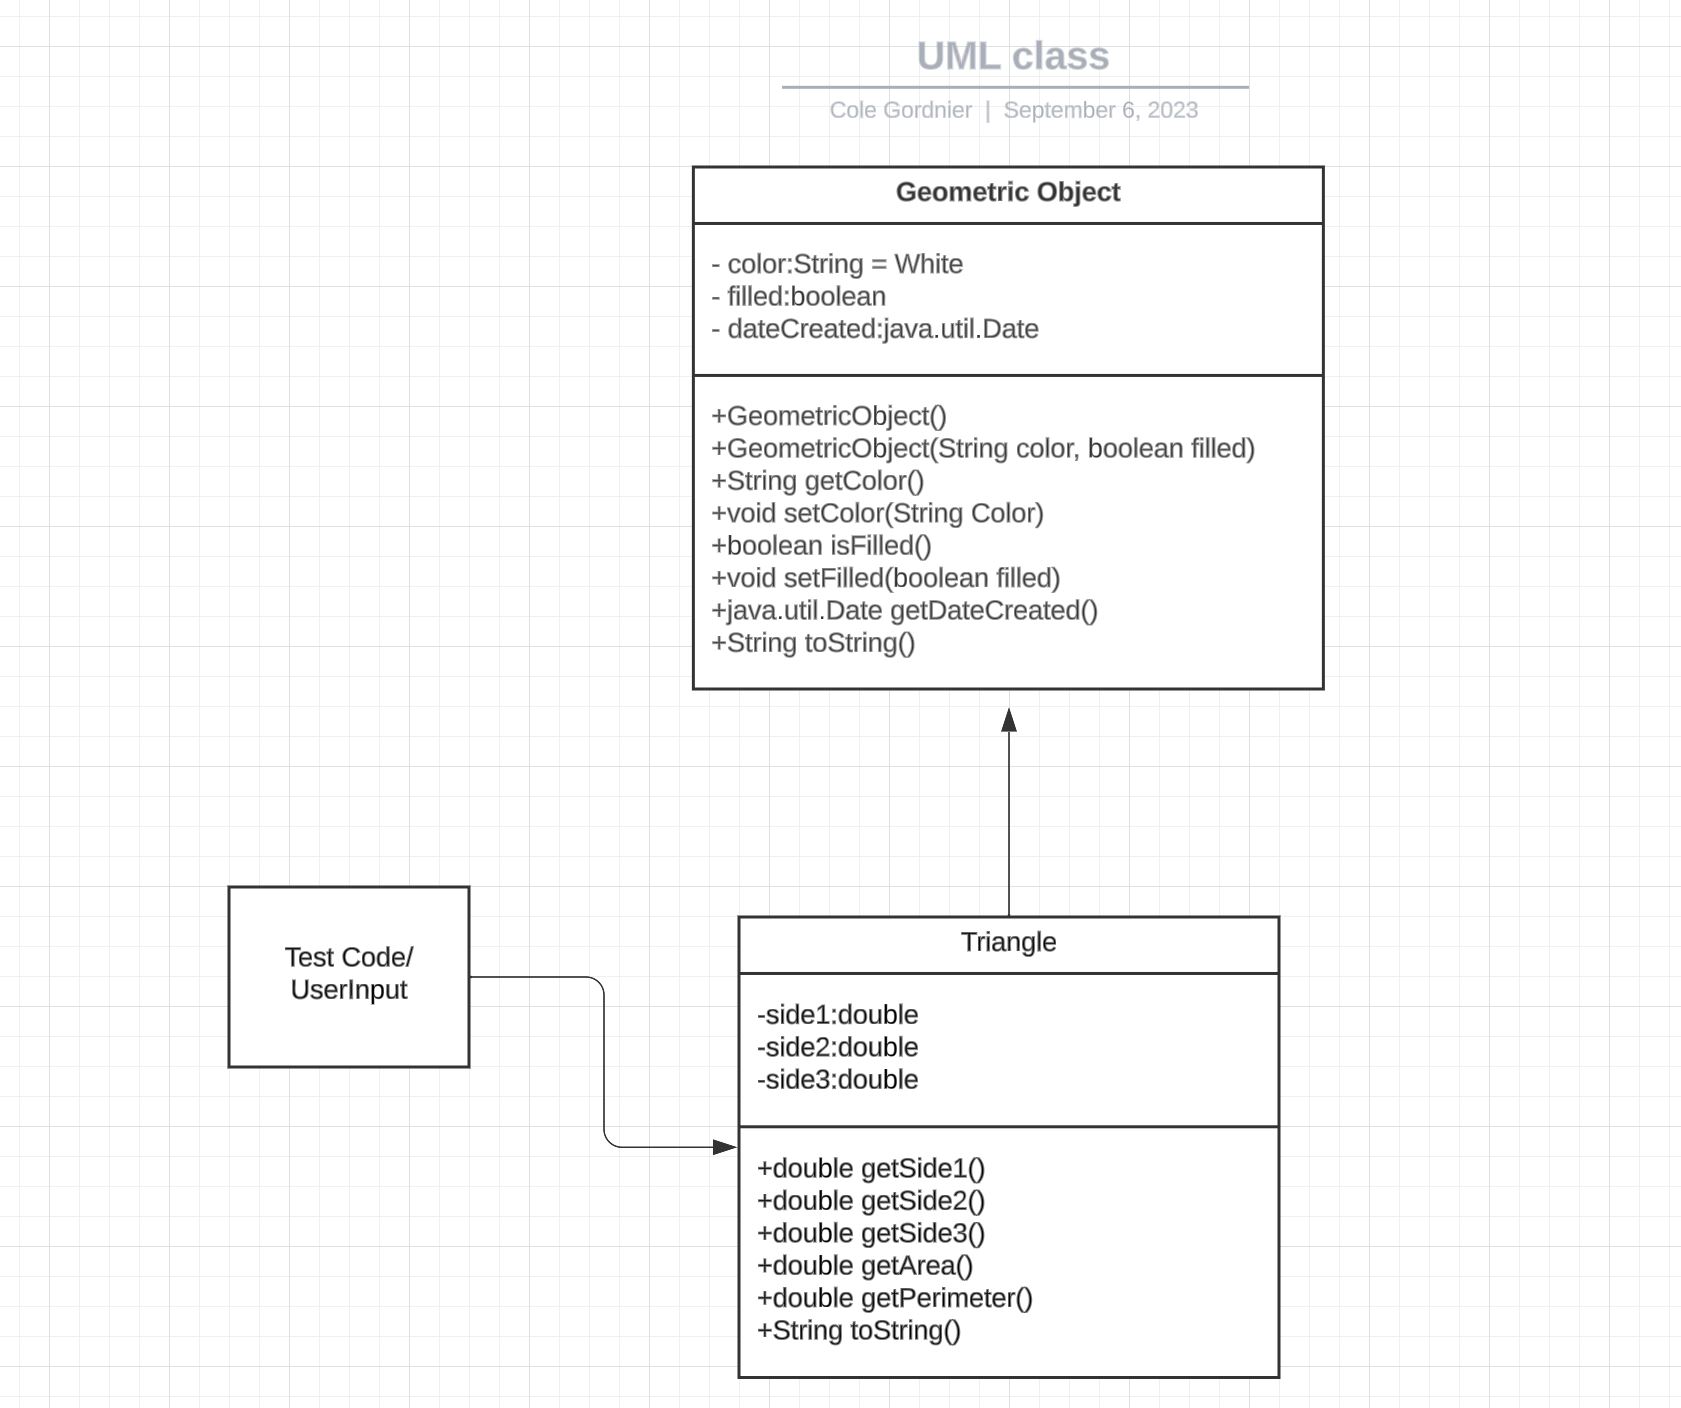 UML class
Cole Gordnier | September 6, 2023
Geometric Object
- color:String = White
- filled:boolean
- dateCreated:java.util.Date
+GeometricObject()
+GeometricObject(String color, boolean filled)
+String getColor()
+void setColor(String Color)
+boolean isFilled()
+void setFilled(boolean filled)
+java.util.Date getDateCreated()
+String toString()
Test Code/
UserInput
Triangle
-side1:double
-side2:double
-side3:double
+double getSide1()
+double getSide2()
+double getSide3()
+double getArea()
+double getPerimeter()
+String toString()